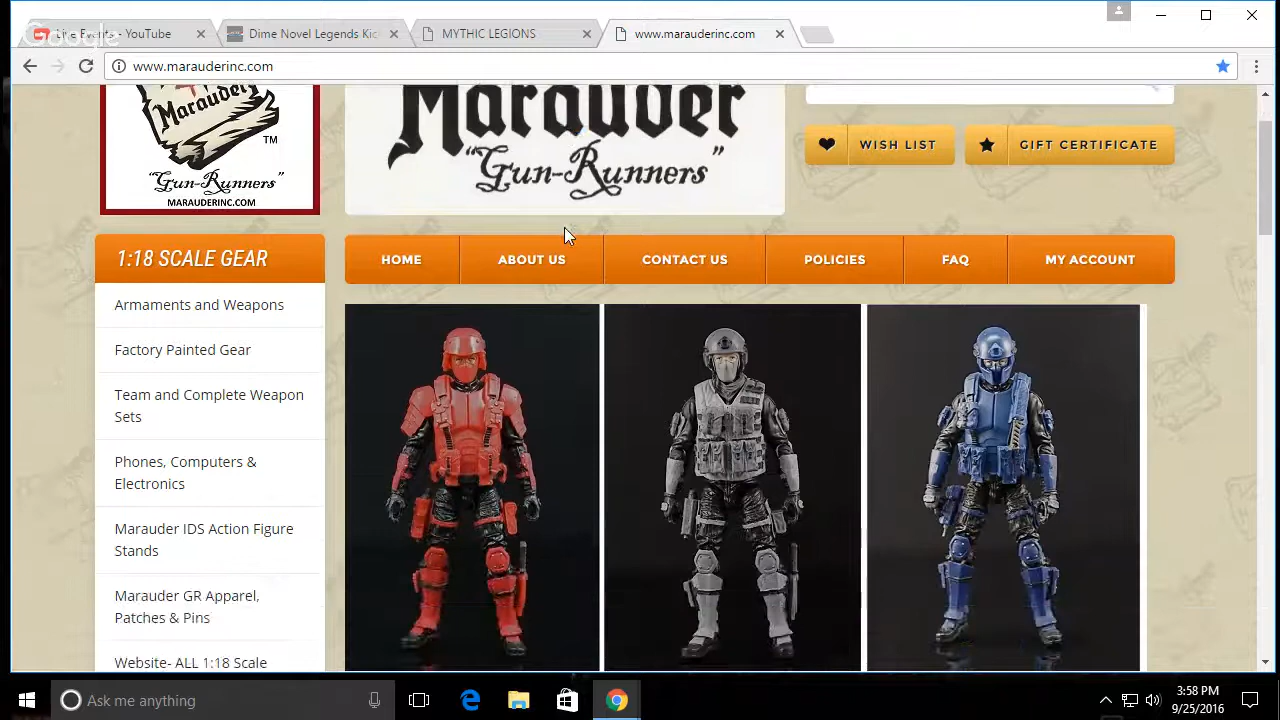 Google
Live Events - YouTube
Dime Novel Legends Kic
MYTHIC LEGIONS
www.marauderinc.com
www.marauderinc.com
Marauder
TM
"Gun-Runners"
MARAUDERINC.COM
Marauder
"Gun-Runners"
WISH LIST
GIFT CERTIFICATE
1:18 SCALE GEAR
HOME
ABOUT US
CONTACT US
POLICIES
FAQ
MY ACCOUNT
Armaments and Weapons
Factory Painted Gear
Team and Complete Weapon
Sets
Phones, Computers &
Electronics
Marauder IDS Action Figure
Stands
Marauder GR Apparel,
Patches & Pins
Website- ALL 1:18 Scale
Ask me anything
3:58 PM
9/25/2016